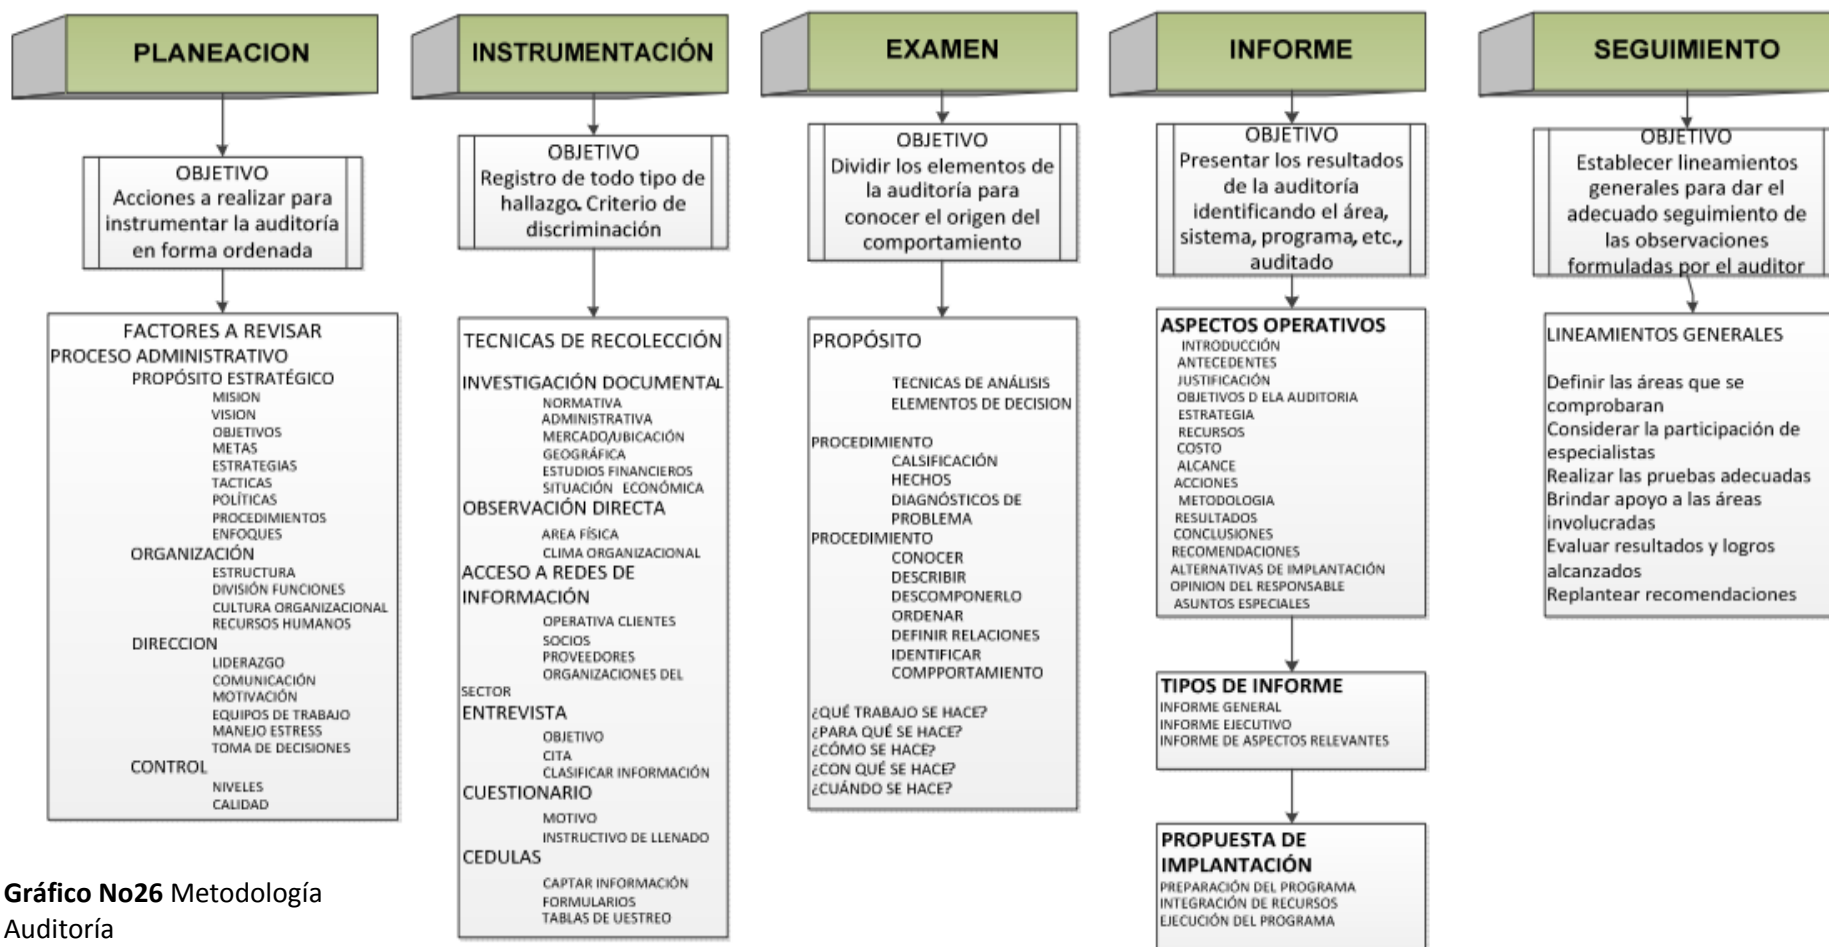 PLANEACION
OBJETIVO
Acciones a realizar para
instrumentar la auditoría
en forma ordenada
FACTORES A REVISAR
PROCESO ADMINISTRATIVO
PROPÓSITO ESTRATÉGICO
MISION
VISION
OBJETIVOS
METAS
ESTRATEGIAS
TACTICAS
POLÍTICAS
PROCEDIMIENTOS
ENFOQUES
ORGANIZACIÓN
ESTRUCTURA
DIVISIÓN FUNCIONES
CULTURA ORGANIZACIONAL
RECURSOS HUMANOS
DIRECCION
LIDERAZGO
COMUNICACIÓN
MOTIVACIÓN
EQUIPOS DE TRABAJO
MANEJO ESTRESS
TOMA DE DECISIONES
CONTROL
NIVELES
CALIDAD
INSTRUMENTACIÓN
OBJETIVO
Registro de todo tipo de
hallazgo. Criterio de
discriminación
TECNICAS DE RECOLECCIÓN
INVESTIGACIÓN DOCUMENTAL
NORMATIVA
ADMINISTRATIVA
MERCADO/UBICACIÓN
GEOGRÁFICA
ESTUDIOS FINANCIEROS
SITUACIÓN ECONÓMICA
OBSERVACIÓN DIRECTA
AREA FÍSICA
CLIMA ORGANIZACIONAL
ACCESO A REDES DE
INFORMACIÓN
OPERATIVA CLIENTES
SOCIOS
PROVEEDORES
ORGANIZACIONES DEL
SECTOR
ENTREVISTA
OBJETIVO
CITA
CLASIFICAR INFORMACIÓN
CUESTIONARIO
MOTIVO
INSTRUCTIVO DE LLENADO
CEDULAS
CAPTAR INFORMACIÓN
FORMULARIOS
TABLAS DE UESTREO
EXAMEN
OBJETIVO
Dividir los elementos de
la auditoría para
conocer el origen del
comportamiento
PROPÓSITO
TECNICAS DE ANÁLISIS
ELEMENTOS DE DECISION
PROCEDIMIENTO
CALSIFICACIÓN
HECHOS
DIAGNÓSTICOS DE
PROBLEMA
PROCEDIMIENTO
CONOCER
DESCRIBIR
DESCOMPONERLO
ORDENAR
DEFINIR RELACIONES
IDENTIFICAR
COMPPORTAMIENTO
¿QUÉ TRABAJO SE HACE?
¿PARA QUÉ SE HACE?
¿CÓMO SE HACE?
¿CON QUÉ SE HACE?
¿CUÁNDO SE HACE?
INFORME
OBJETIVO
Presentar los resultados
de la auditoría
identificando el área,
sistema, programa, etc.,
auditado
ASPECTOS OPERATIVOS
INTRODUCCIÓN
ANTECEDENTES
JUSTIFICACIÓN
OBJETIVOS D ELA AUDITORIA
ESTRATEGIA
RECURSOS
COSTO
ALCANCE
ACCIONES
METODOLOGIA
RESULTADOS
CONCLUSIONES
RECOMENDACIONES
ALTERNATIVAS DE IMPLANTACIÓN
OPINION DEL RESPONSABLE
ASUNTOS ESPECIALES
TIPOS DE INFORME
INFORME GENERAL
INFORME EJECUTIVO
INFORME DE ASPECTOS RELEVANTES
PROPUESTA DE
IMPLANTACIÓN
PREPARACIÓN DEL PROGRAMA
INTEGRACIÓN DE RECURSOS
EJECUCIÓN DEL PROGRAMA
SEGUIMIENTO
OBJETIVO
Establecer lineamientos
generales para dar el
adecuado seguimiento de
las observaciones
formuladas por el auditor
LINEAMIENTOS GENERALES
Definir las áreas que se
comprobaran
Considerar la participación de
especialistas
Realizar las pruebas adecuadas
Brindar apoyo a las áreas
involucradas
Evaluar resultados y logros
alcanzados
Replantear recomendaciones
Gráfico No26 Metodología
Auditoría